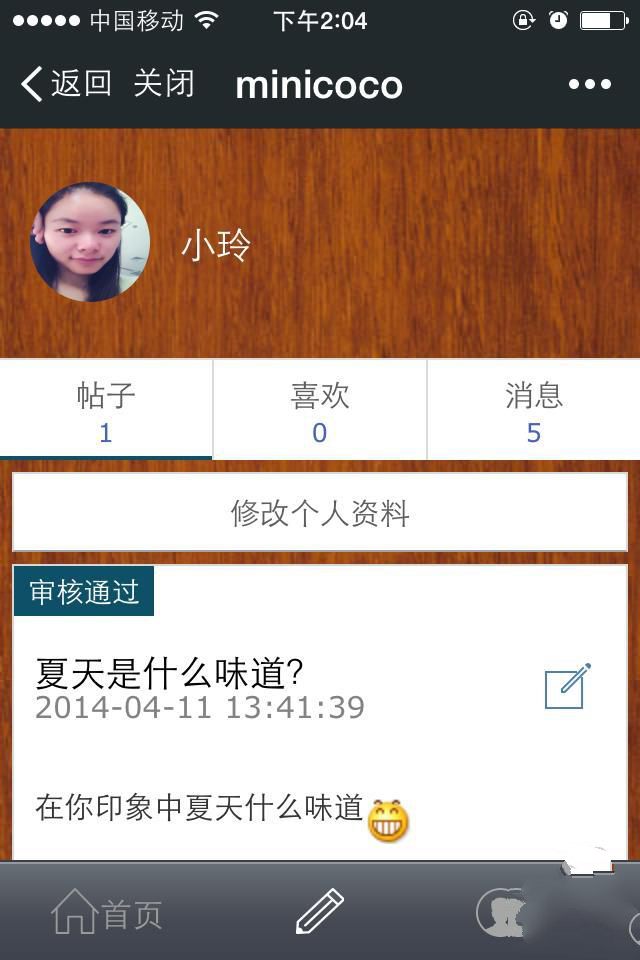 中国移动 下午2:04
返回 关闭 minicoco
小玲
帖子 喜欢 消息
1 0 5
修改个人资料
审核通过
夏天是什么味道?
2014-04-11 13:41:39
在你印象中夏天什么味道
首页